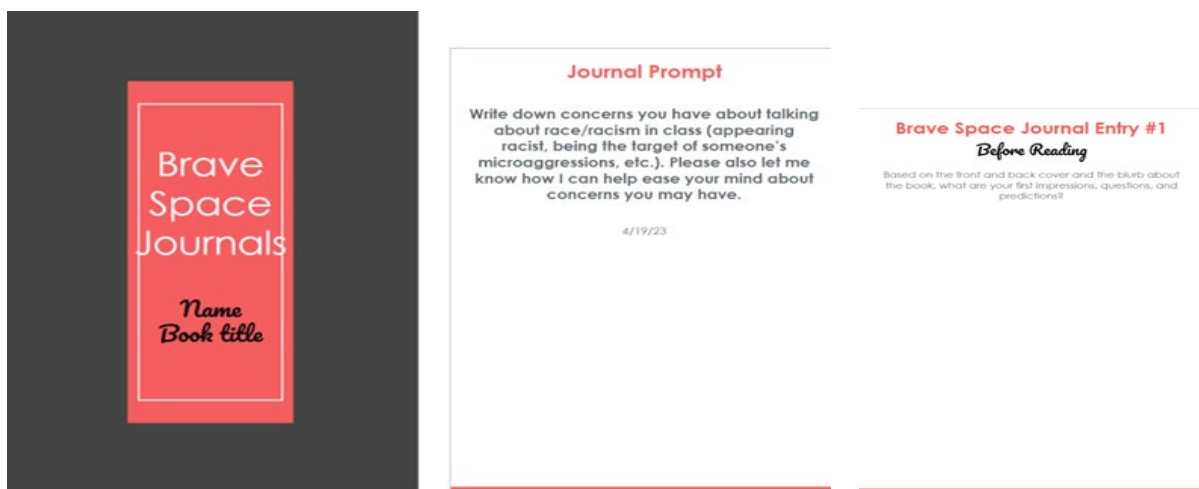 Brave
Space
Journals
Name
Book title
Journal Prompt
Write down concerns you have about talking
about race/racism in class (appearing
racist, being the target of someone's
microaggressions, etc.). Please also let me
know how I can help ease your mind about
concerns you may have.
4/19/23
Brave Space Journal Entry #1
Before Reading
Based on the front and back cover and the blurb about
the book, what are your first impressions, questions, and
predictions?